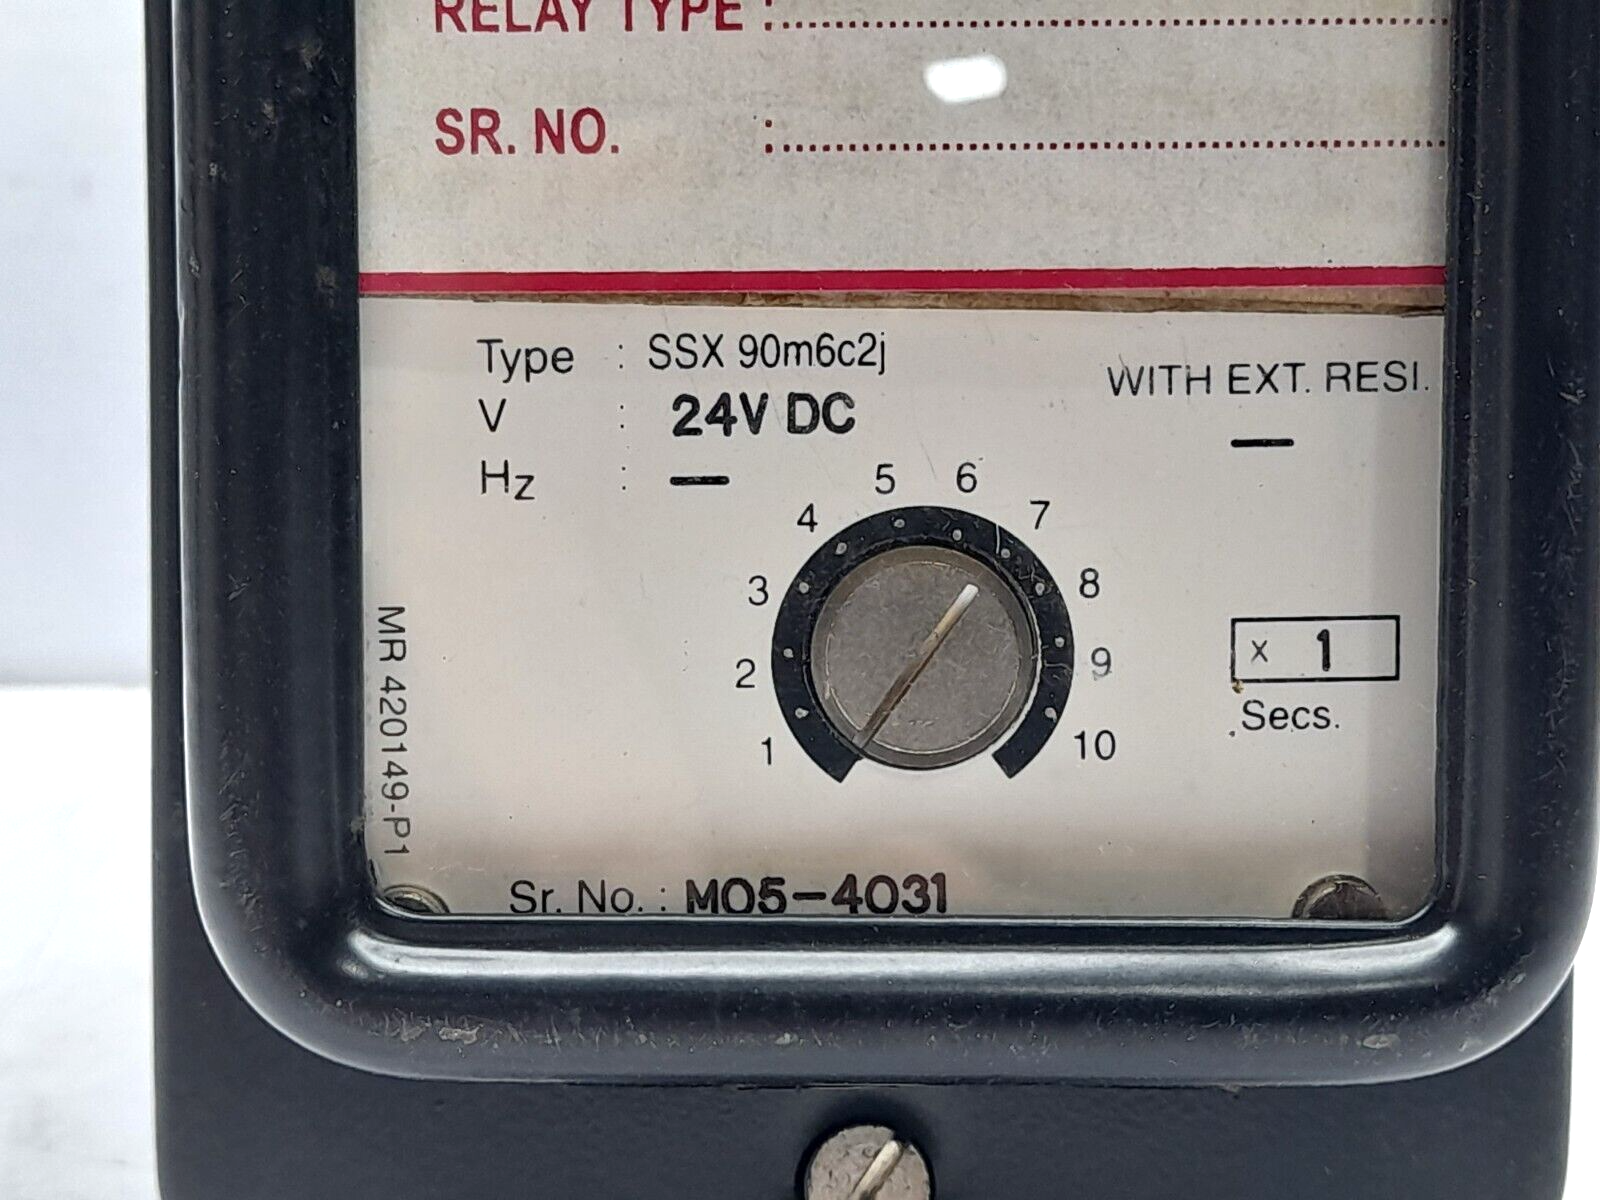 RELAY TYPE :
SR. NO. :
Type : SSX 90m6c2j
V : 24V DC
Hz : —
WITH EXT. RESI.
—
1 2 3 4 5 6 7 8 9 10
x 1
Secs.
MR 420149-P1
Sr. No. : M05-4031